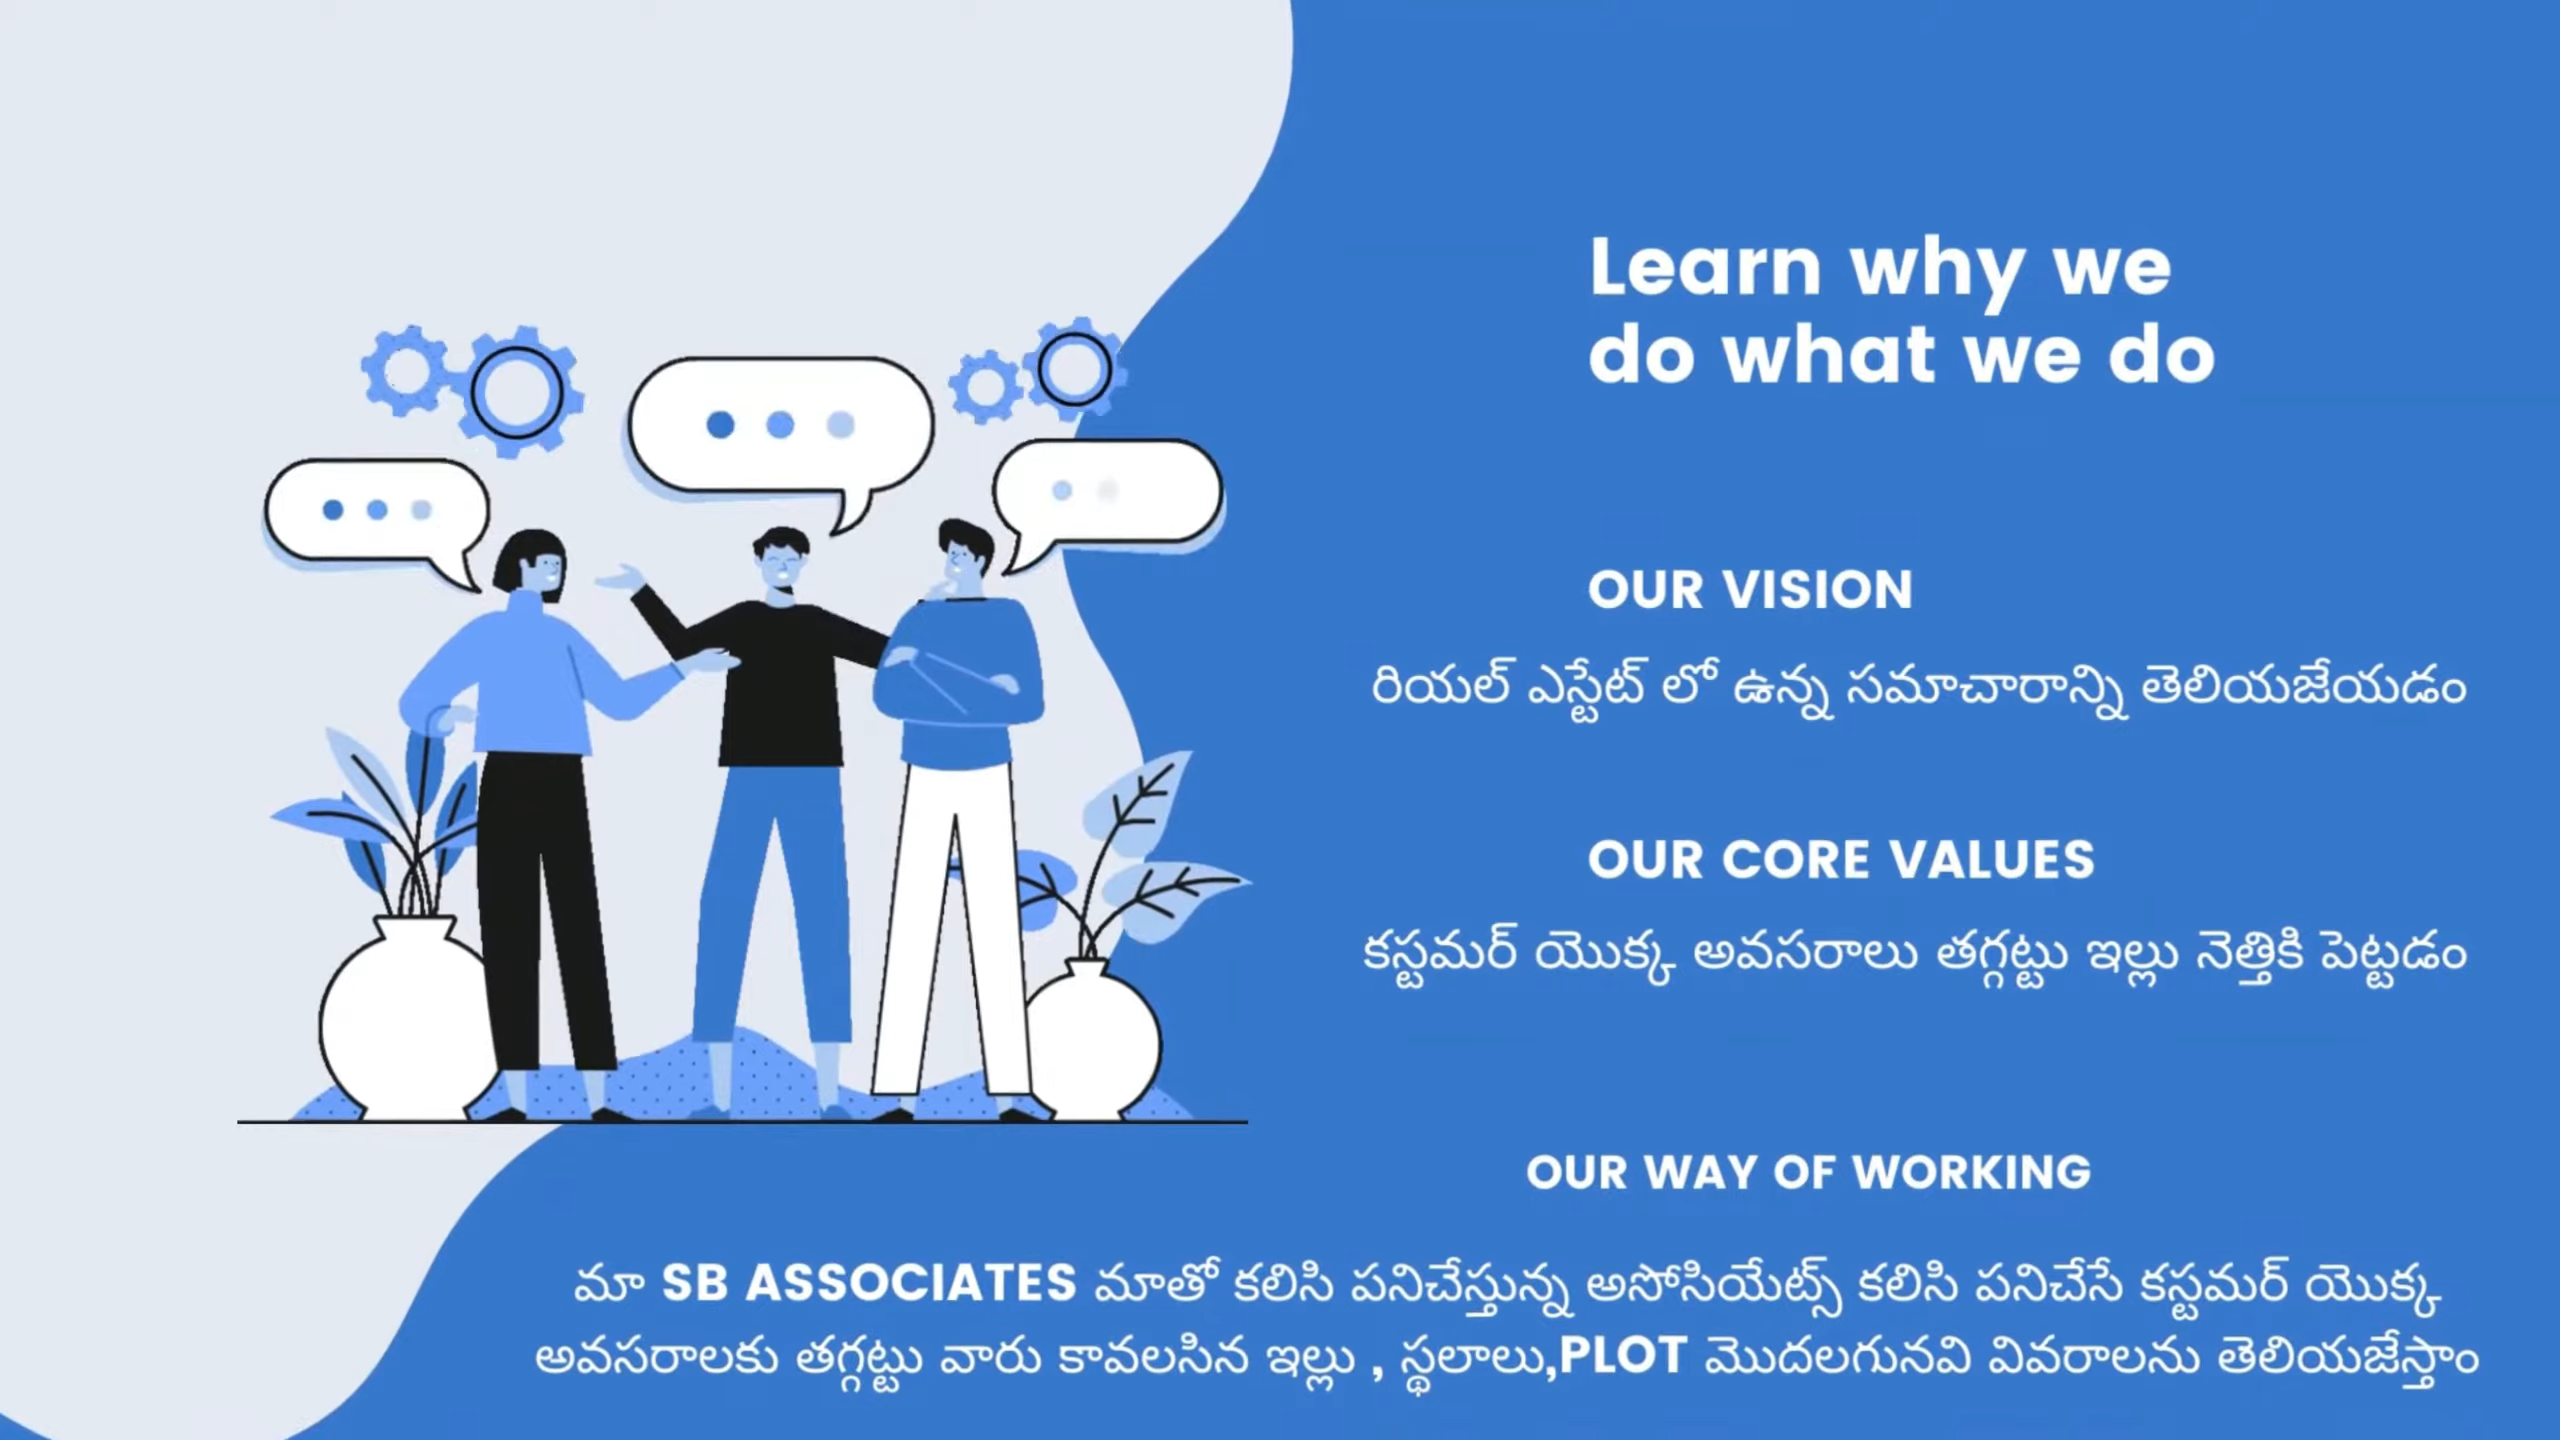 Learn why we
do what we do
OUR VISION
రియల్ ఎస్టేట్ లో ఉన్న సమాచారాన్ని తెలియజేయడం
OUR CORE VALUES
కస్టమర్ యొక్క అవసరాలు తగ్గట్టు ఇల్లు నెత్తికి పెట్టడం
OUR WAY OF WORKING
మా SB ASSOCIATES మాతో కలిసి పనిచేస్తున్న అసోసియేట్స్ కలిసి పనిచేసే కస్టమర్ యొక్క
అవసరాలకు తగ్గట్టు వారు కావలసిన ఇల్లు , స్థలాలు,PLOT మొదలగునవి వివరాలను తెలియజేస్తాం